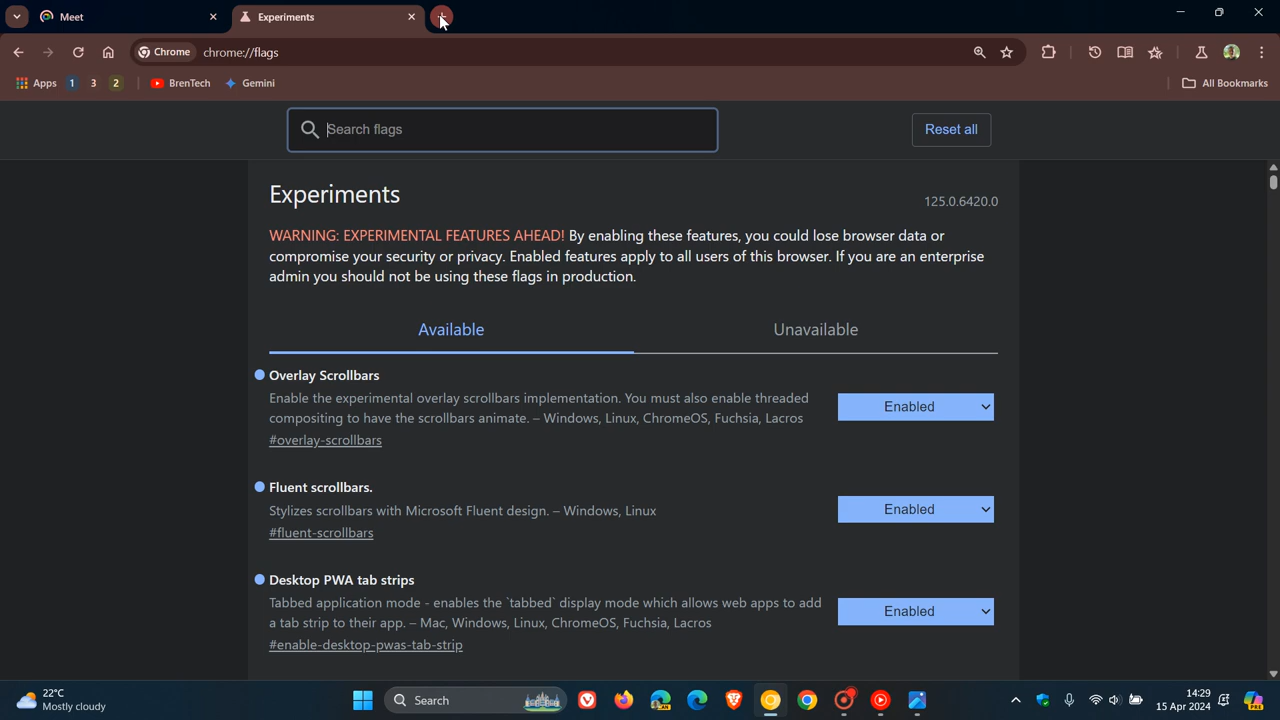 Meet
Experiments
Chrome
chrome://flags
Apps
1
3
2
BrenTech
Gemini
All Bookmarks
Search flags
Reset all
Experiments
125.0.6420.0
WARNING: EXPERIMENTAL FEATURES AHEAD! By enabling these features, you could lose browser data or
compromise your security or privacy. Enabled features apply to all users of this browser. If you are an enterprise
admin you should not be using these flags in production.
Available
Unavailable
Overlay Scrollbars
Enable the experimental overlay scrollbars implementation. You must also enable threaded
compositing to have the scrollbars animate. – Windows, Linux, ChromeOS, Fuchsia, Lacros
#overlay-scrollbars
Enabled
Fluent scrollbars.
Stylizes scrollbars with Microsoft Fluent design. – Windows, Linux
#fluent-scrollbars
Enabled
Desktop PWA tab strips
Tabbed application mode - enables the `tabbed` display mode which allows web apps to add
a tab strip to their app. – Mac, Windows, Linux, ChromeOS, Fuchsia, Lacros
#enable-desktop-pwas-tab-strip
Enabled
22°C
Mostly cloudy
Search
CAN
14:29
15 Apr 2024
PRE